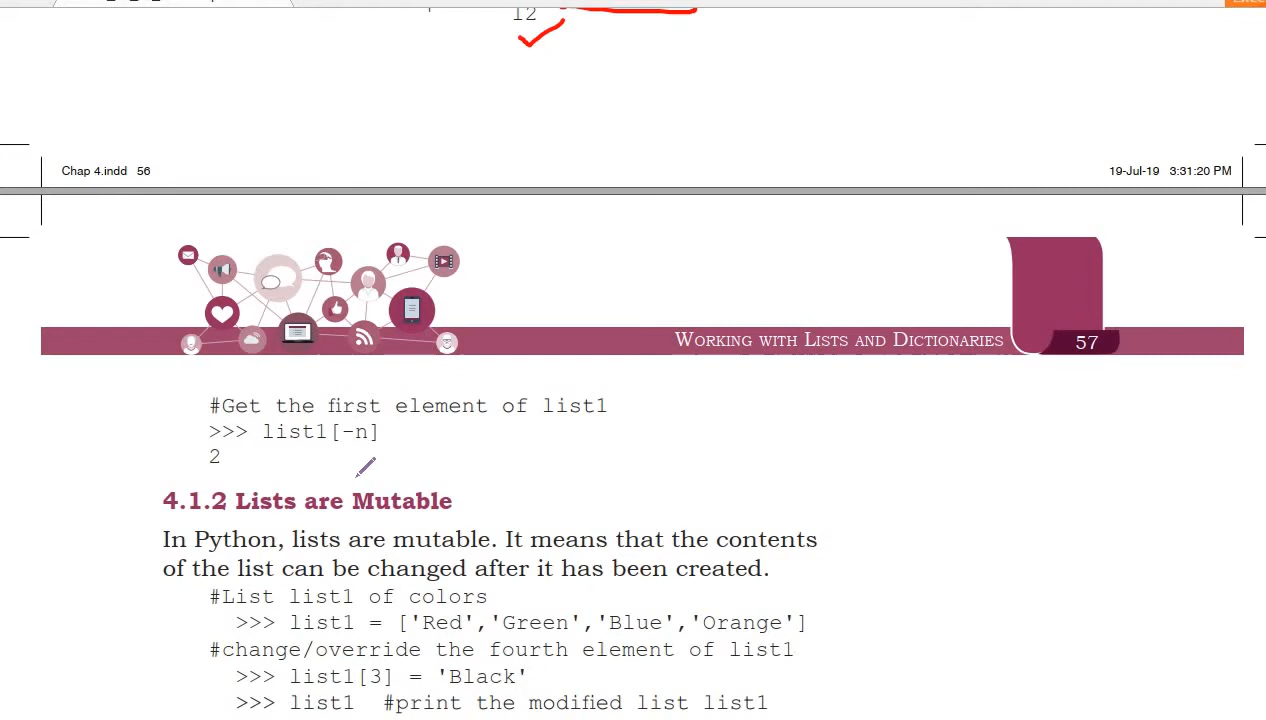 12
Chap 4.indd 56
19-Jul-19 3:31:20 PM
Working with Lists and Dictionaries
57
#Get the first element of list1
>>> list1[-n]
2
4.1.2 Lists are Mutable
In Python, lists are mutable. It means that the contents
of the list can be changed after it has been created.
#List list1 of colors
>>> list1 = ['Red','Green','Blue','Orange']
#change/override the fourth element of list1
>>> list1[3] = 'Black'
>>> list1 #print the modified list list1